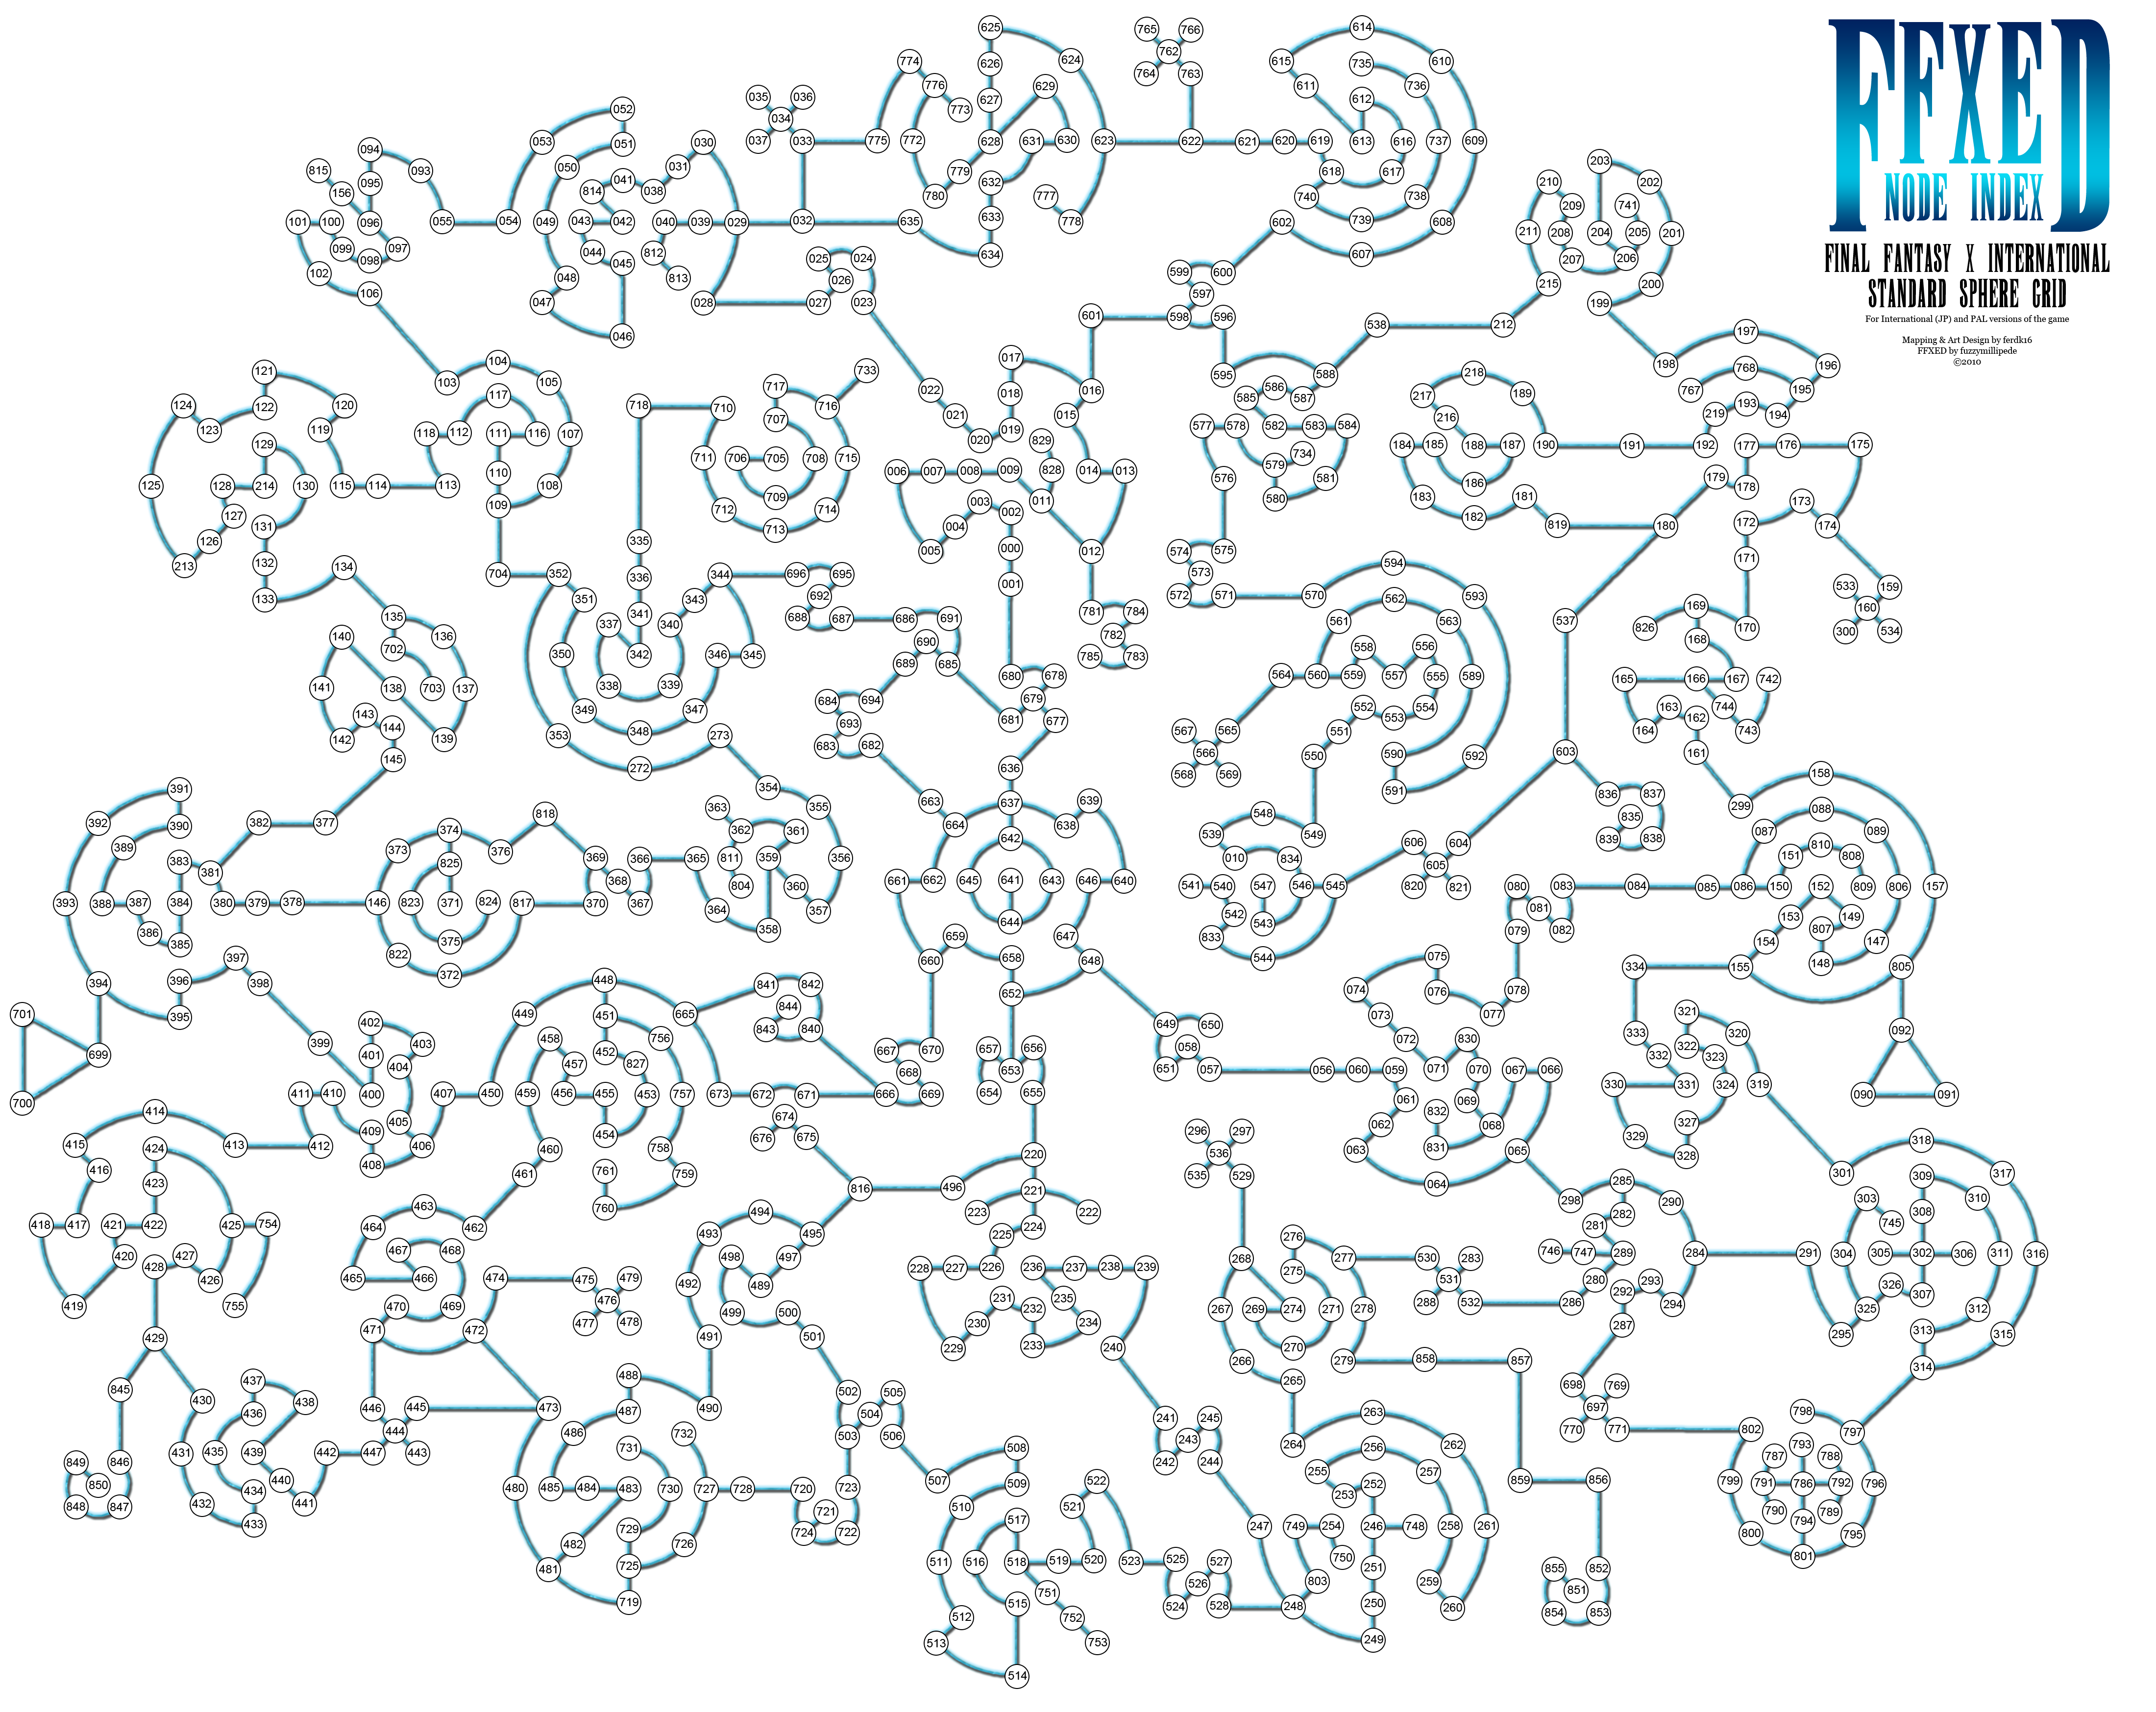 FFXED
NODE INDEX
FINAL FANTASY X INTERNATIONAL
STANDARD SPHERE GRID
For International (JP) and PAL versions of the game
Mapping & Art Design by ferdk16
FFXED by fuzzymillipede
©2010
625 765 766 614
762
774 626 624 615 735 610
764 763
776 629 611 736
035 036 627 612
052 773
034
053 051 030 037 033 775 772 628 631 630 623 622 621 620 619 613 616 737 609
094 050 031 203
815 093 041 038 779 632 618 617 210 202
156 095 814 780 777 740 738 209 741
101 100 096 055 054 049 043 042 040 039 029 032 635 633 778 602 739 608 211 208 204 205 201
099 098 097 044 812 025 024 634 607 207 206
102 048 045 813 026 599 600 215 200
106 047 028 027 023 597 199
046 601 598 596 538 212 197
121 104 017 198 196
103 105 733 595 588 218 768
717 022 016 586 217 189 767 195
124 122 120 117 718 710 716 018 585 587 216 219 193 194
123 119 118 112 111 116 107 707 021 015 577 578 582 583 584
129 020 019 829 184 185 188 187 190 191 192 177 176 175
711 706 705 708 715 579 734
110 006 007 008 009 828 014 013 576 581 179
125 128 214 130 115 114 113 108 709 580 183 186 181 178
127 131 109 712 714 004 003 002 011 182 819 180 172 173 174
126 335 713 005 000 012 574 575
213 132 134 704 352 336 344 696 695 001 573 594 171
133 351 343 692 572 571 570 562 593 533 159
135 341 688 687 686 691 781 784 561 563 537 169 160
140 136 337 340 690 782 826 168 170 300 534
702 350 342 346 345 689 685 785 783 558 556
141 138 703 137 338 339 684 694 680 678 564 560 559 557 555 589 165 166 167 742
143 349 347 693 681 679 552 553 554 163 162 744
142 144 139 353 348 273 683 682 677 567 565 551 164 743
145 272 636 566 550 590 592 603 161
391 354 568 569 591 158
392 390 382 377 818 363 355 663 637 639 836 837 299
389 373 374 376 362 361 664 642 638 539 548 549 606 604 835 087 088 089
383 381 825 369 366 365 811 359 356 010 834 605 839 838 151 810 808
393 388 387 384 380 379 378 146 823 371 824 817 370 368 367 804 360 661 662 645 641 643 646 640 541 540 547 546 545 820 821 080 083 084 085 086 150 152 809 806 157
386 385 375 364 357 644 542 543 081 153 149
397 822 372 358 660 659 658 647 833 544 079 082 154 807 147
394 396 398 448 841 842 652 648 075 334 155 148 805
701 395 402 449 451 665 844 074 076 078
399 403 458 756 843 840 649 650 073 077 333 321 320 092
699 401 404 457 452 827 667 670 657 656 058 072 830 332 322 323
700 411 410 400 407 450 459 456 455 453 757 673 672 671 666 668 669 654 653 655 651 057 056 060 059 071 070 067 066 330 331 324 319 090 091
414 405 674 061 832 069 327
415 424 413 412 409 406 454 758 676 675 296 297 062 831 068 329 328 318
416 423 408 461 460 761 759 816 496 220 535 536 529 063 064 065 301 317
418 417 421 422 425 754 464 463 462 760 493 494 495 223 221 222 298 285 290 303 309 310
420 427 467 468 498 497 225 224 276 281 282 745 308
419 428 426 755 465 466 474 475 479 492 489 228 227 226 236 237 238 239 268 275 277 530 283 746 747 289 284 291 304 305 302 306 311 316
470 469 476 499 500 231 232 235 267 269 274 271 278 288 531 532 286 280 292 293 294 326 307 312
429 471 472 477 478 491 501 230 229 233 234 240 266 270 279 858 857 287 295 325 313 315
845 437 488 502 505 265 698 769 314
430 436 438 446 445 473 487 490 504 241 245 264 263 697 798
431 435 439 442 447 444 443 486 731 732 503 506 508 242 243 244 256 262 770 771 802 797
849 846 440 485 484 483 730 727 728 720 723 507 509 522 255 257 859 856 787 793 788
850 434 441 480 721 510 521 253 252 799 791 786 792 796
848 847 432 433 482 729 726 724 722 517 247 749 254 246 748 258 261 790 794 789
481 725 511 516 518 519 520 523 525 527 750 251 855 852 800 801 795
719 512 515 751 524 526 528 248 803 250 259 260 854 851 853
513 514 752 753 249